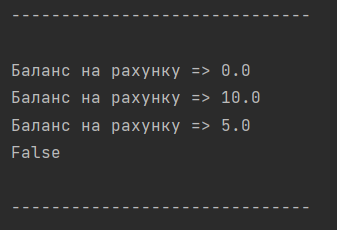 ------------------------------
Баланс на рахунку => 0.0
Баланс на рахунку => 10.0
Баланс на рахунку => 5.0
False
------------------------------